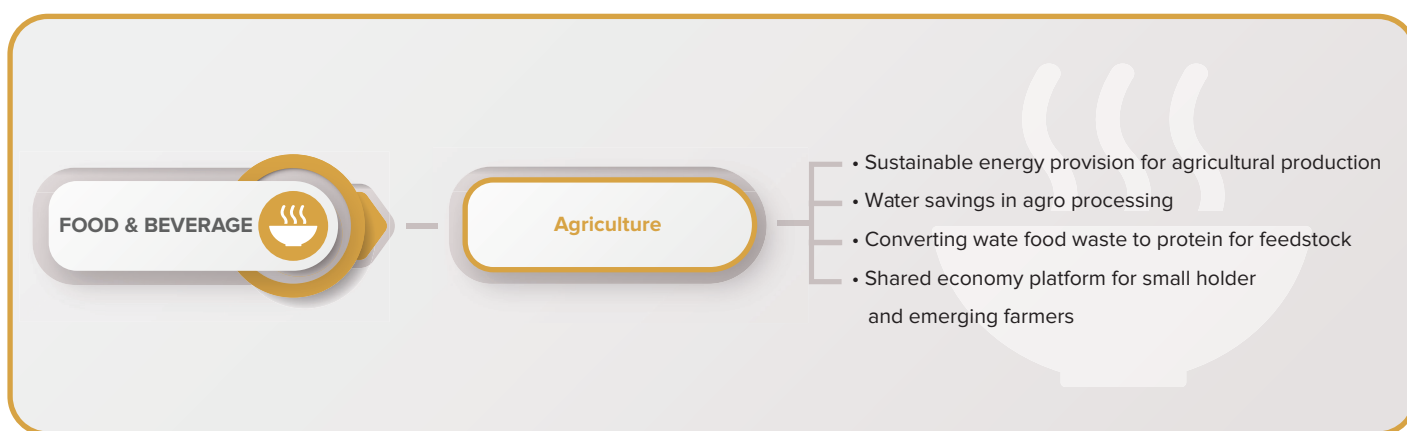 FOOD & BEVERAGE
Agriculture
• Sustainable energy provision for agricultural production
• Water savings in agro processing
• Converting wate food waste to protein for feedstock
• Shared economy platform for small holder
and emerging farmers